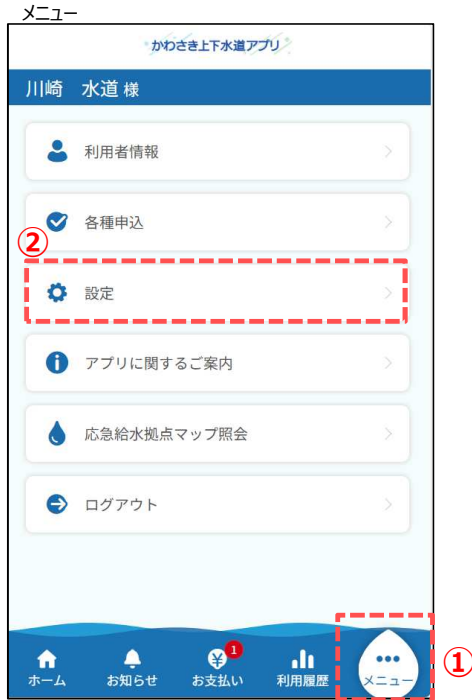 メニュー
かわさき上下水道アプリ
川崎　水道 様
利用者情報
各種申込
②
設定
アプリに関するご案内
応急給水拠点マップ照会
ログアウト
1
ホーム
お知らせ
お支払い
利用履歴
メニュー
①